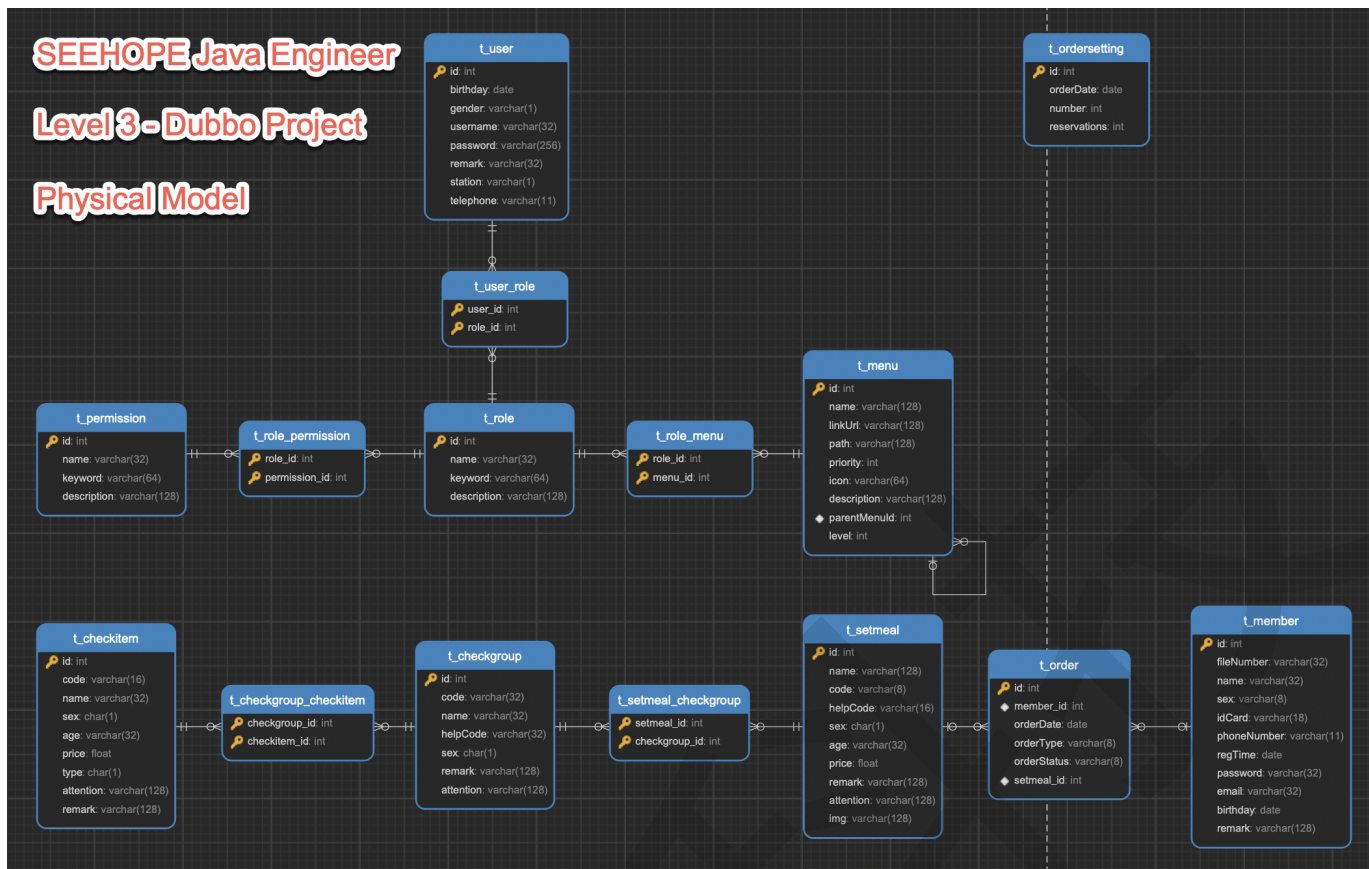 SEEHOPE Java Engineer
Level 3 - Dubbo Project
Physical Model
t_user
id: int
birthday: date
gender: varchar(1)
username: varchar(32)
password: varchar(256)
remark: varchar(32)
station: varchar(1)
telephone: varchar(11)
t_ordersetting
id: int
orderDate: date
number: int
reservations: int
t_user_role
user_id: int
role_id: int
t_permission
id: int
name: varchar(32)
keyword: varchar(64)
description: varchar(128)
t_role_permission
role_id: int
permission_id: int
t_role
id: int
name: varchar(32)
keyword: varchar(64)
description: varchar(128)
t_role_menu
role_id: int
menu_id: int
t_menu
id: int
name: varchar(128)
linkUrl: varchar(128)
path: varchar(128)
priority: int
icon: varchar(64)
description: varchar(128)
parentMenuId: int
level: int
t_checkitem
id: int
code: varchar(16)
name: varchar(32)
sex: char(1)
age: varchar(32)
price: float
type: char(1)
attention: varchar(128)
remark: varchar(128)
t_checkgroup_checkitem
checkgroup_id: int
checkitem_id: int
t_checkgroup
id: int
code: varchar(32)
name: varchar(32)
helpCode: varchar(32)
sex: char(1)
remark: varchar(128)
attention: varchar(128)
t_setmeal_checkgroup
setmeal_id: int
checkgroup_id: int
t_setmeal
id: int
name: varchar(128)
code: varchar(8)
helpCode: varchar(16)
sex: char(1)
age: varchar(32)
price: float
remark: varchar(128)
attention: varchar(128)
img: varchar(128)
t_order
id: int
member_id: int
orderDate: date
orderType: varchar(8)
orderStatus: varchar(8)
setmeal_id: int
t_member
id: int
fileNumber: varchar(32)
name: varchar(32)
sex: varchar(8)
idCard: varchar(18)
phoneNumber: varchar(11)
regTime: date
password: varchar(32)
email: varchar(32)
birthday: date
remark: varchar(128)